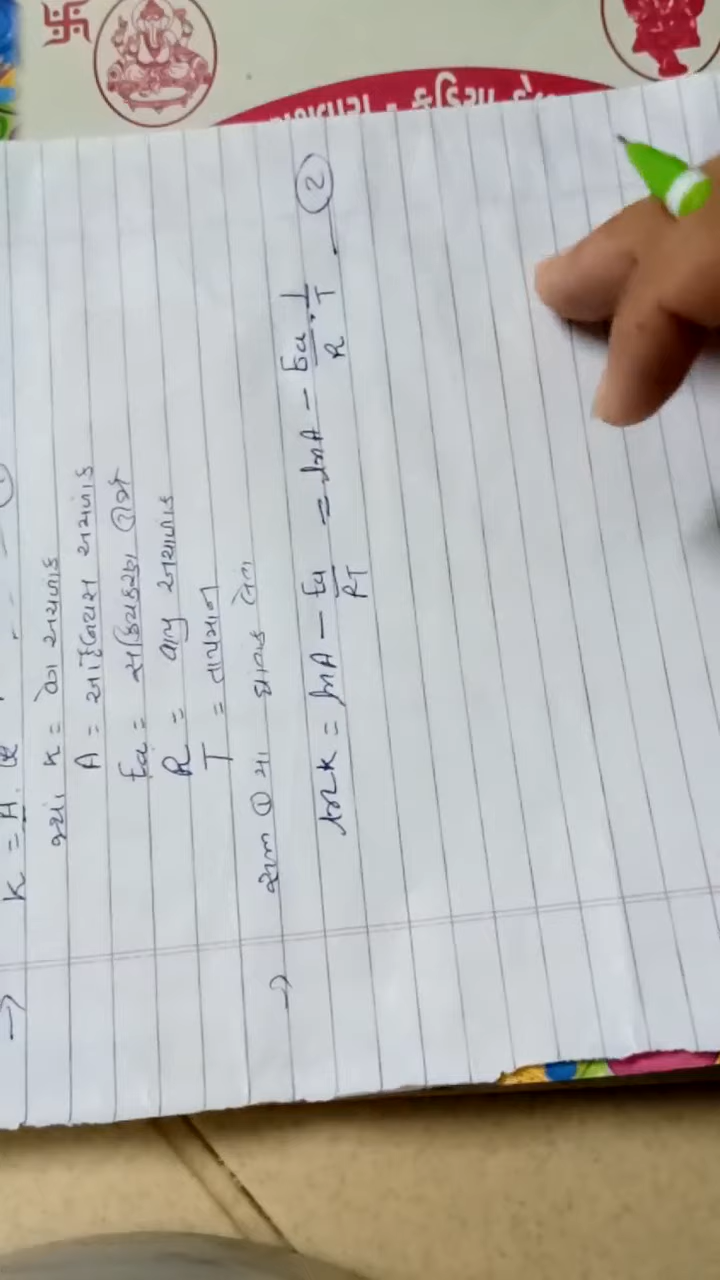 → K = A. e
જ્યાં, K = વેગ અચળાંક
A = આર્હેનિયસ અચળાંક
Ea = સક્રિયકરણ ઊર્જા
R = વાયુ અચળાંક
T = તાપમાન
→ સમી ① માં લેતા
lnK = lnA - Ea/RT = lnA - Ea/R . 1/T — ②